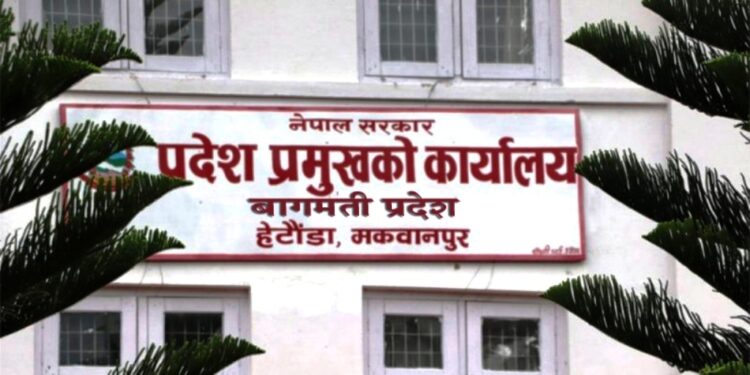 नेपाल सरकार
प्रदेश प्रमुखको कार्यालय
बागमती प्रदेश
हेटौंडा, मकवानपुर